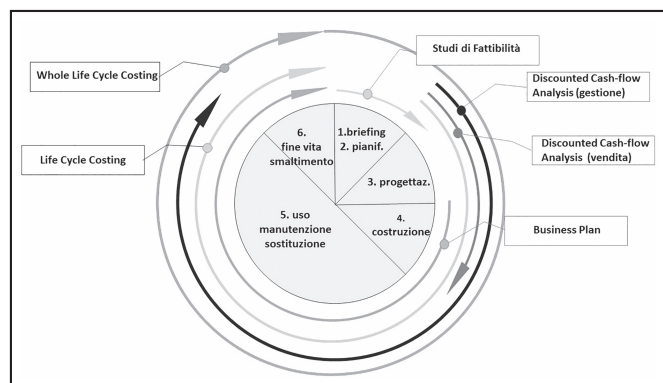 Studi di Fattibilità
Whole Life Cycle Costing
Discounted Cash-flow
Analysis (gestione)
Life Cycle Costing
Discounted Cash-flow
Analysis (vendita)
Business Plan
1.briefing
2. pianif.
3. progettaz.
4.
costruzione
5. uso
manutenzione
sostituzione
6.
fine vita
smaltimento